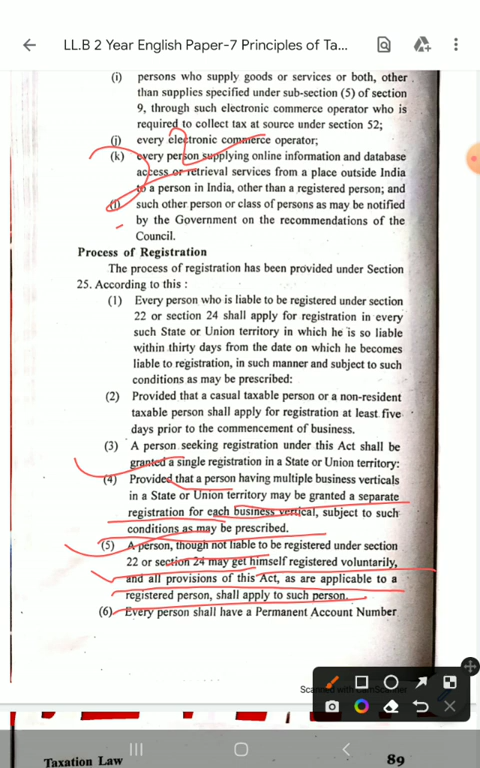 LL.B 2 Year English Paper-7 Principles of Ta...
(i) persons who supply goods or services or both, other
than supplies specified under sub-section (5) of section
9, through such electronic commerce operator who is
required to collect tax at source under section 52;
(j) every electronic commerce operator;
(k) every person supplying online information and database
access or retrieval services from a place outside India
to a person in India, other than a registered person; and
(l) such other person or class of persons as may be notified
by the Government on the recommendations of the
Council.
Process of Registration
The process of registration has been provided under Section
25. According to this :
(1) Every person who is liable to be registered under section
22 or section 24 shall apply for registration in every
such State or Union territory in which he is so liable
within thirty days from the date on which he becomes
liable to registration, in such manner and subject to such
conditions as may be prescribed:
(2) Provided that a casual taxable person or a non-resident
taxable person shall apply for registration at least five
days prior to the commencement of business.
(3) A person seeking registration under this Act shall be
granted a single registration in a State or Union territory:
(4) Provided that a person having multiple business verticals
in a State or Union territory may be granted a separate
registration for each business vertical, subject to such
conditions as may be prescribed.
(5) A person, though not liable to be registered under section
22 or section 24 may get himself registered voluntarily,
and all provisions of this Act, as are applicable to a
registered person, shall apply to such person.
(6) Every person shall have a Permanent Account Number
Scanned with
Taxation Law 89